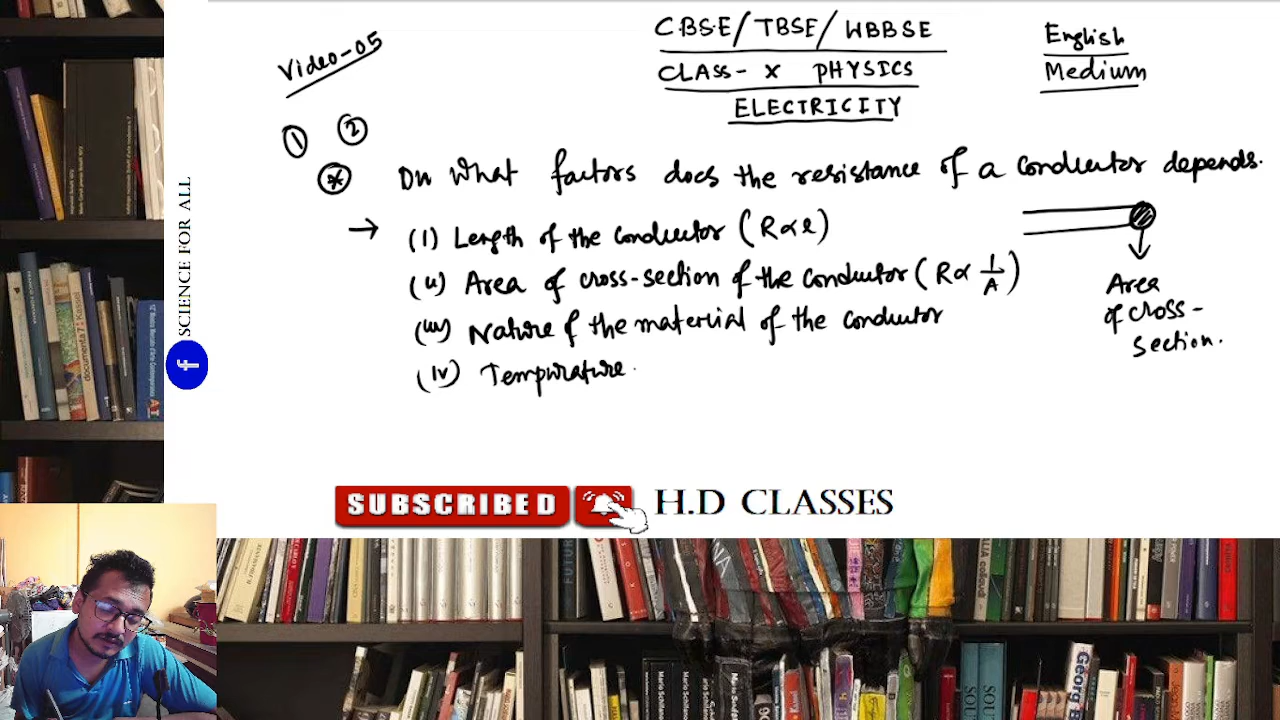 Video-05
CBSE/TBSE/WBBSE
CLASS- X PHYSICS
ELECTRICITY
English
Medium
① ②
* On What factors does the resistance of a conductor depends.
→ (i) Length of the conductor (R∝l)
(ii) Area of cross-section of the conductor (R∝ 1/A)
(iii) Nature of the material of the conductor
(iv) Temperature.
Area
of cross-
section.
f SCIENCE FOR ALL
SUBSCRIBED
H.D CLASSES